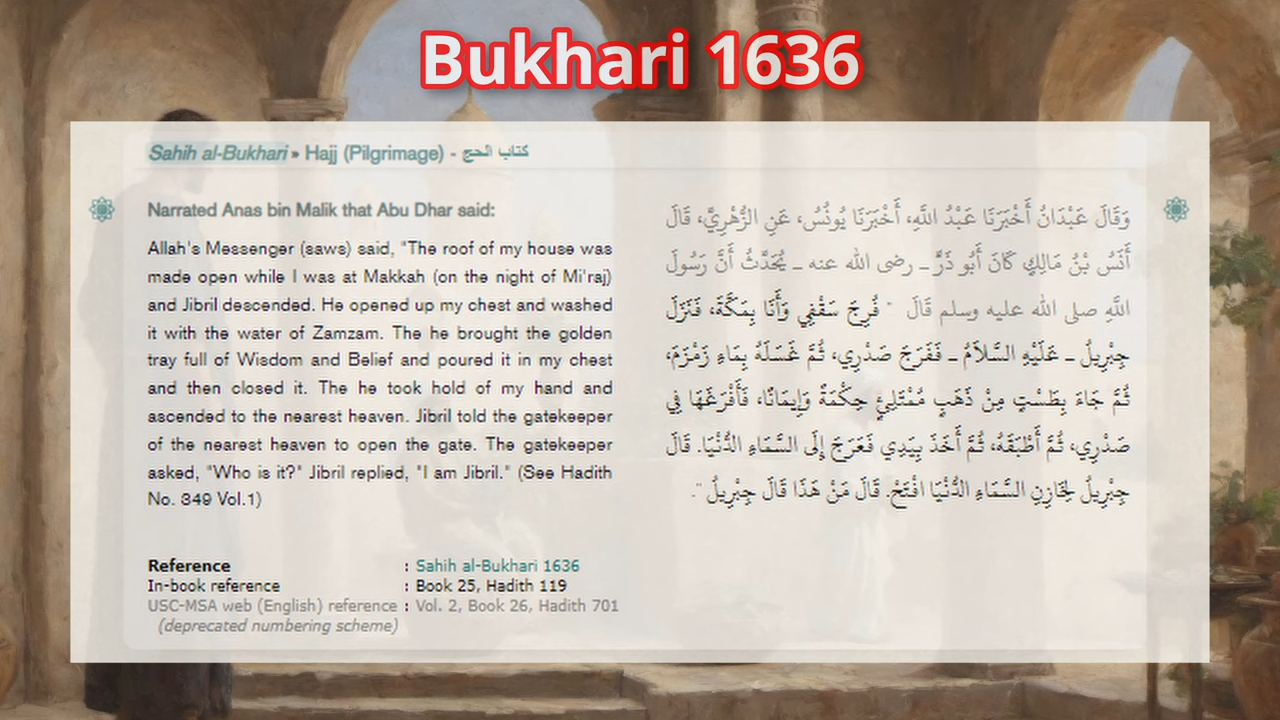 Bukhari 1636
Sahih al-Bukhari » Hajj (Pilgrimage) - كتاب الحج
Narrated Anas bin Malik that Abu Dhar said:
Allah's Messenger (saws) said, "The roof of my house was
made open while I was at Makkah (on the night of Mi'raj)
and Jibril descended. He opened up my chest and washed
it with the water of Zamzam. The he brought the golden
tray full of Wisdom and Belief and poured it in my chest
and then closed it. The he took hold of my hand and
ascended to the nearest heaven. Jibril told the gatekeeper
of the nearest heaven to open the gate. The gatekeeper
asked, "Who is it?" Jibril replied, "I am Jibril." (See Hadith
No. 349 Vol.1)
وَقَالَ عَبْدَانُ أَخْبَرَنَا عَبْدُ اللَّهِ، أَخْبَرَنَا يُونُسُ، عَنِ الزُّهْرِيِّ، قَالَ
أَنَسُ بْنُ مَالِكٍ كَانَ أَبُو ذَرٍّ ـ رضى الله عنه ـ يُحَدِّثُ أَنَّ رَسُولَ
اللَّهِ صلى الله عليه وسلم قَالَ ‏"‏ فُرِجَ سَقْفِي وَأَنَا بِمَكَّةَ، فَنَزَلَ
جِبْرِيلُ ـ عَلَيْهِ السَّلاَمُ ـ فَفَرَجَ صَدْرِي، ثُمَّ غَسَلَهُ بِمَاءِ زَمْزَمَ،
ثُمَّ جَاءَ بِطَسْتٍ مِنْ ذَهَبٍ مُمْتَلِئٍ حِكْمَةً وَإِيمَانًا، فَأَفْرَغَهَا فِي
صَدْرِي، ثُمَّ أَطْبَقَهُ، ثُمَّ أَخَذَ بِيَدِي فَعَرَجَ إِلَى السَّمَاءِ الدُّنْيَا. قَالَ
جِبْرِيلُ لِخَازِنِ السَّمَاءِ الدُّنْيَا افْتَحْ. قَالَ مَنْ هَذَا قَالَ جِبْرِيلُ ‏"‏.
Reference : Sahih al-Bukhari 1636
In-book reference : Book 25, Hadith 119
USC-MSA web (English) reference : Vol. 2, Book 26, Hadith 701
(deprecated numbering scheme)